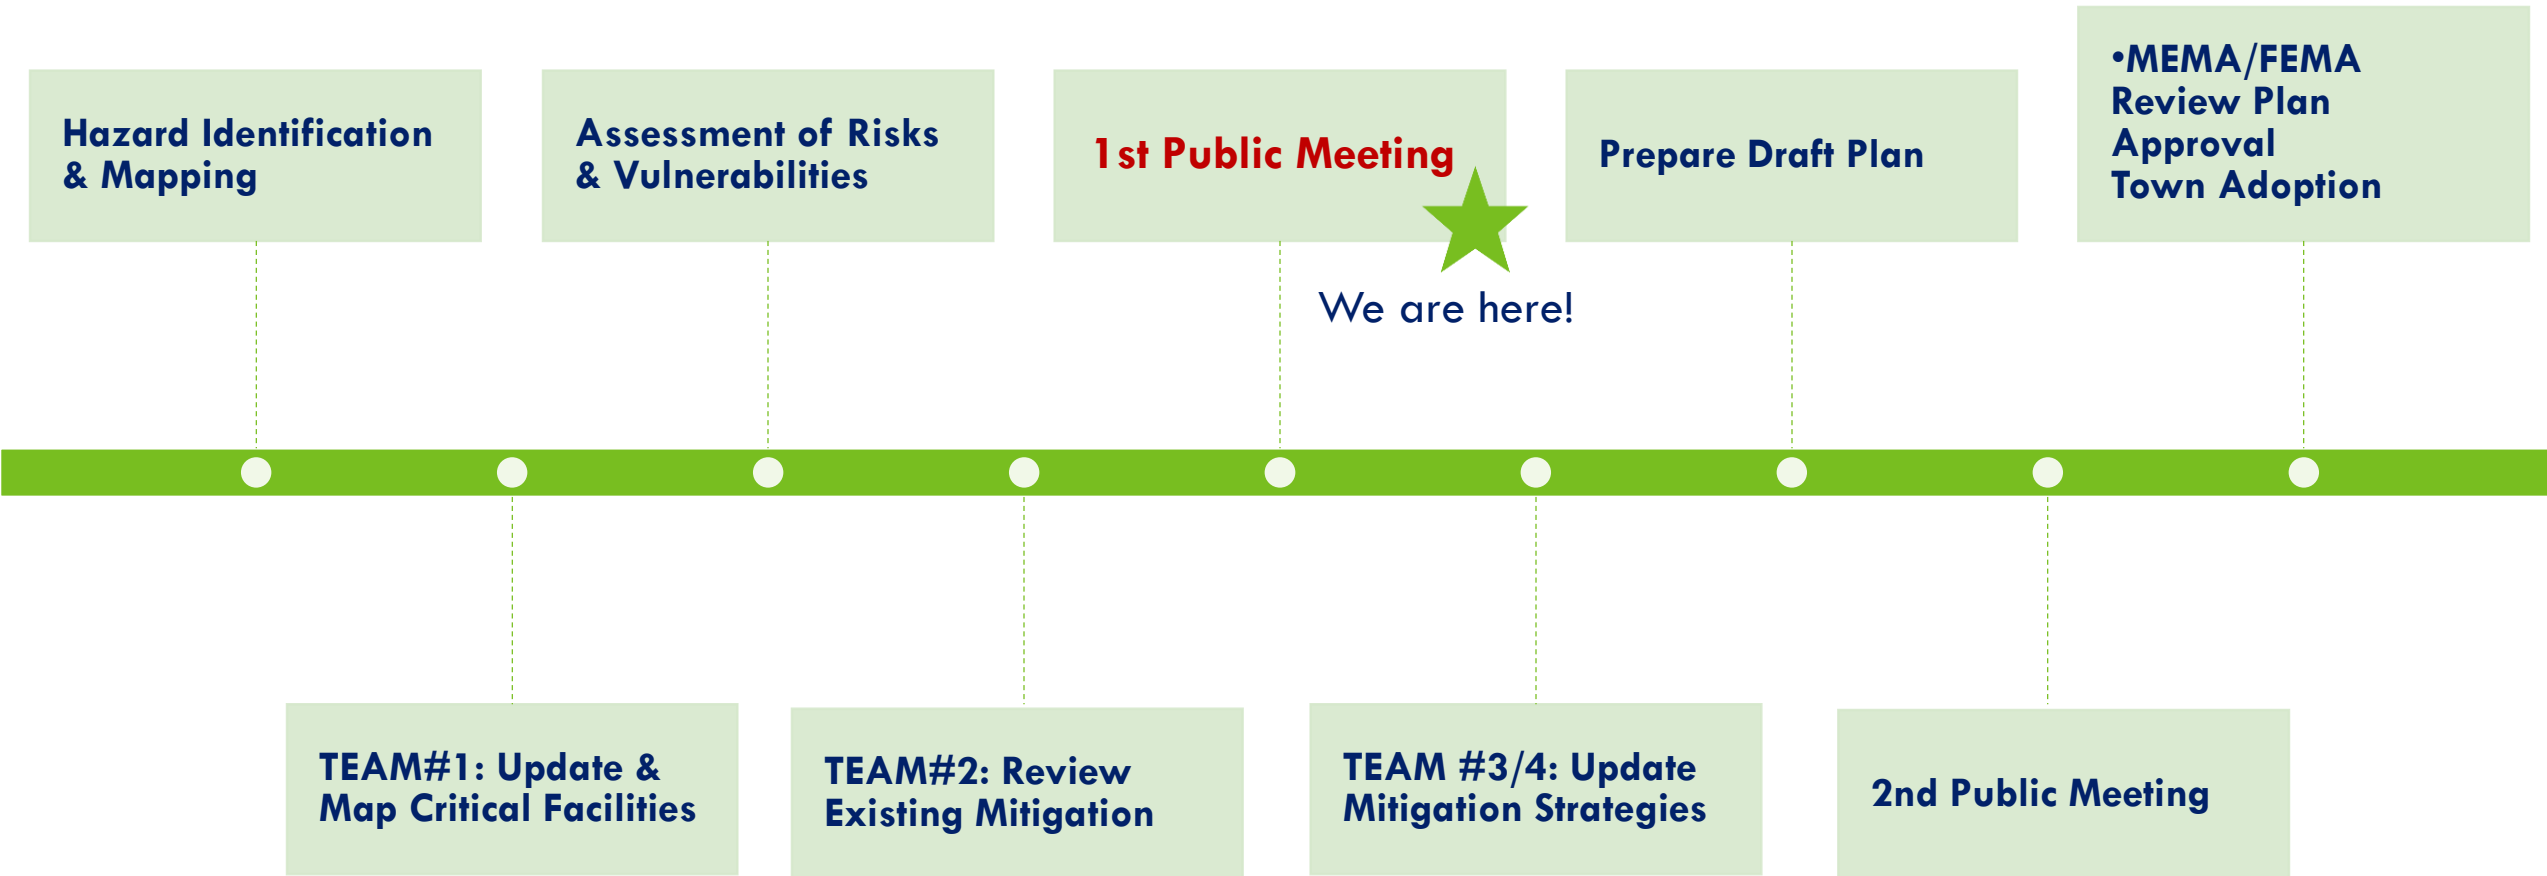 Hazard Identification
& Mapping
Assessment of Risks
& Vulnerabilities
1st Public Meeting
We are here!
Prepare Draft Plan
•MEMA/FEMA
Review Plan
Approval
Town Adoption
TEAM#1: Update &
Map Critical Facilities
TEAM#2: Review
Existing Mitigation
TEAM #3/4: Update
Mitigation Strategies
2nd Public Meeting